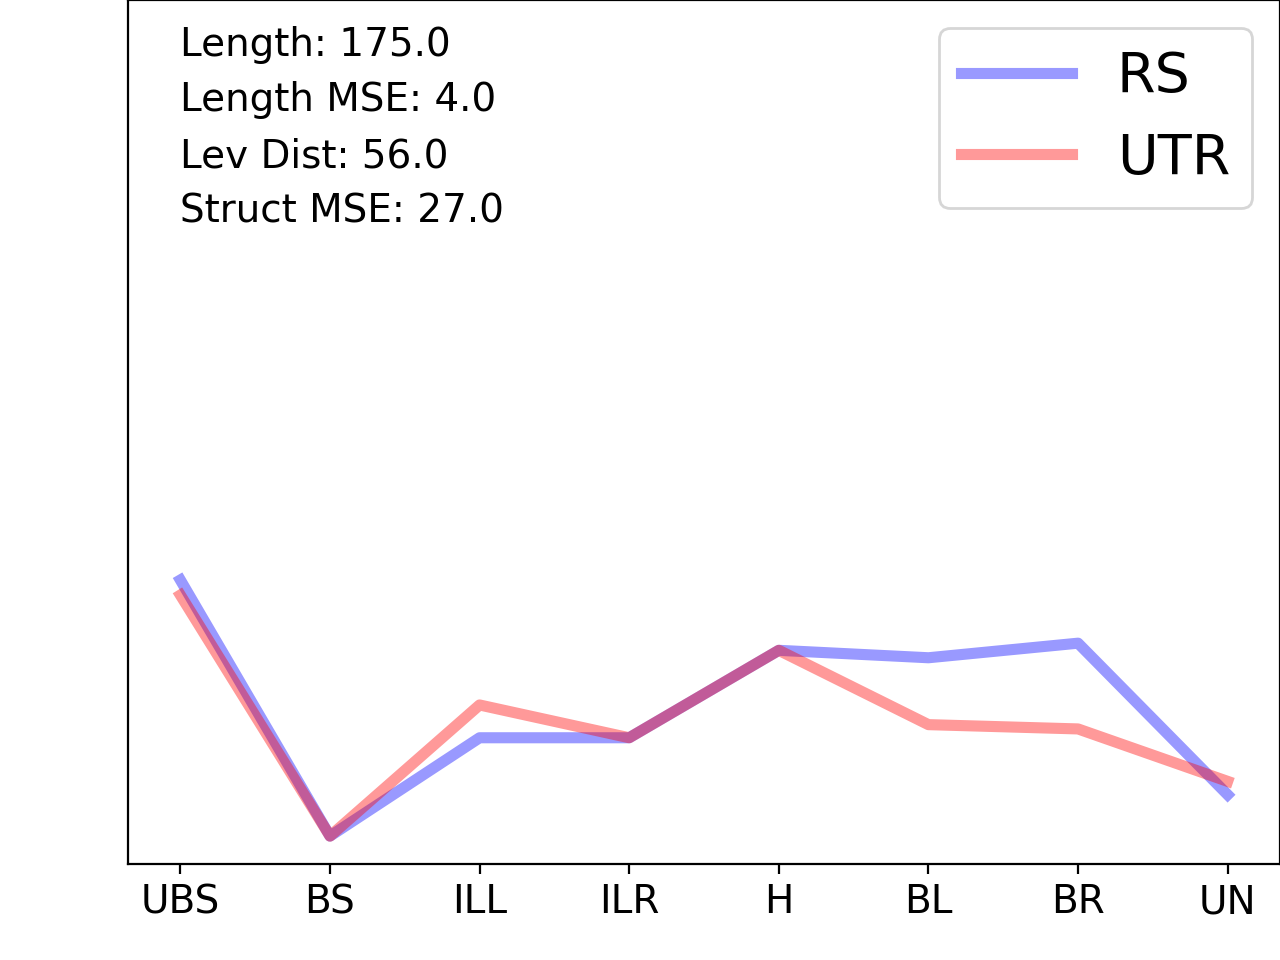 Length: 175.0
Length MSE: 4.0
Lev Dist: 56.0
Struct MSE: 27.0
RS
UTR
UBS BS ILL ILR H BL BR UN